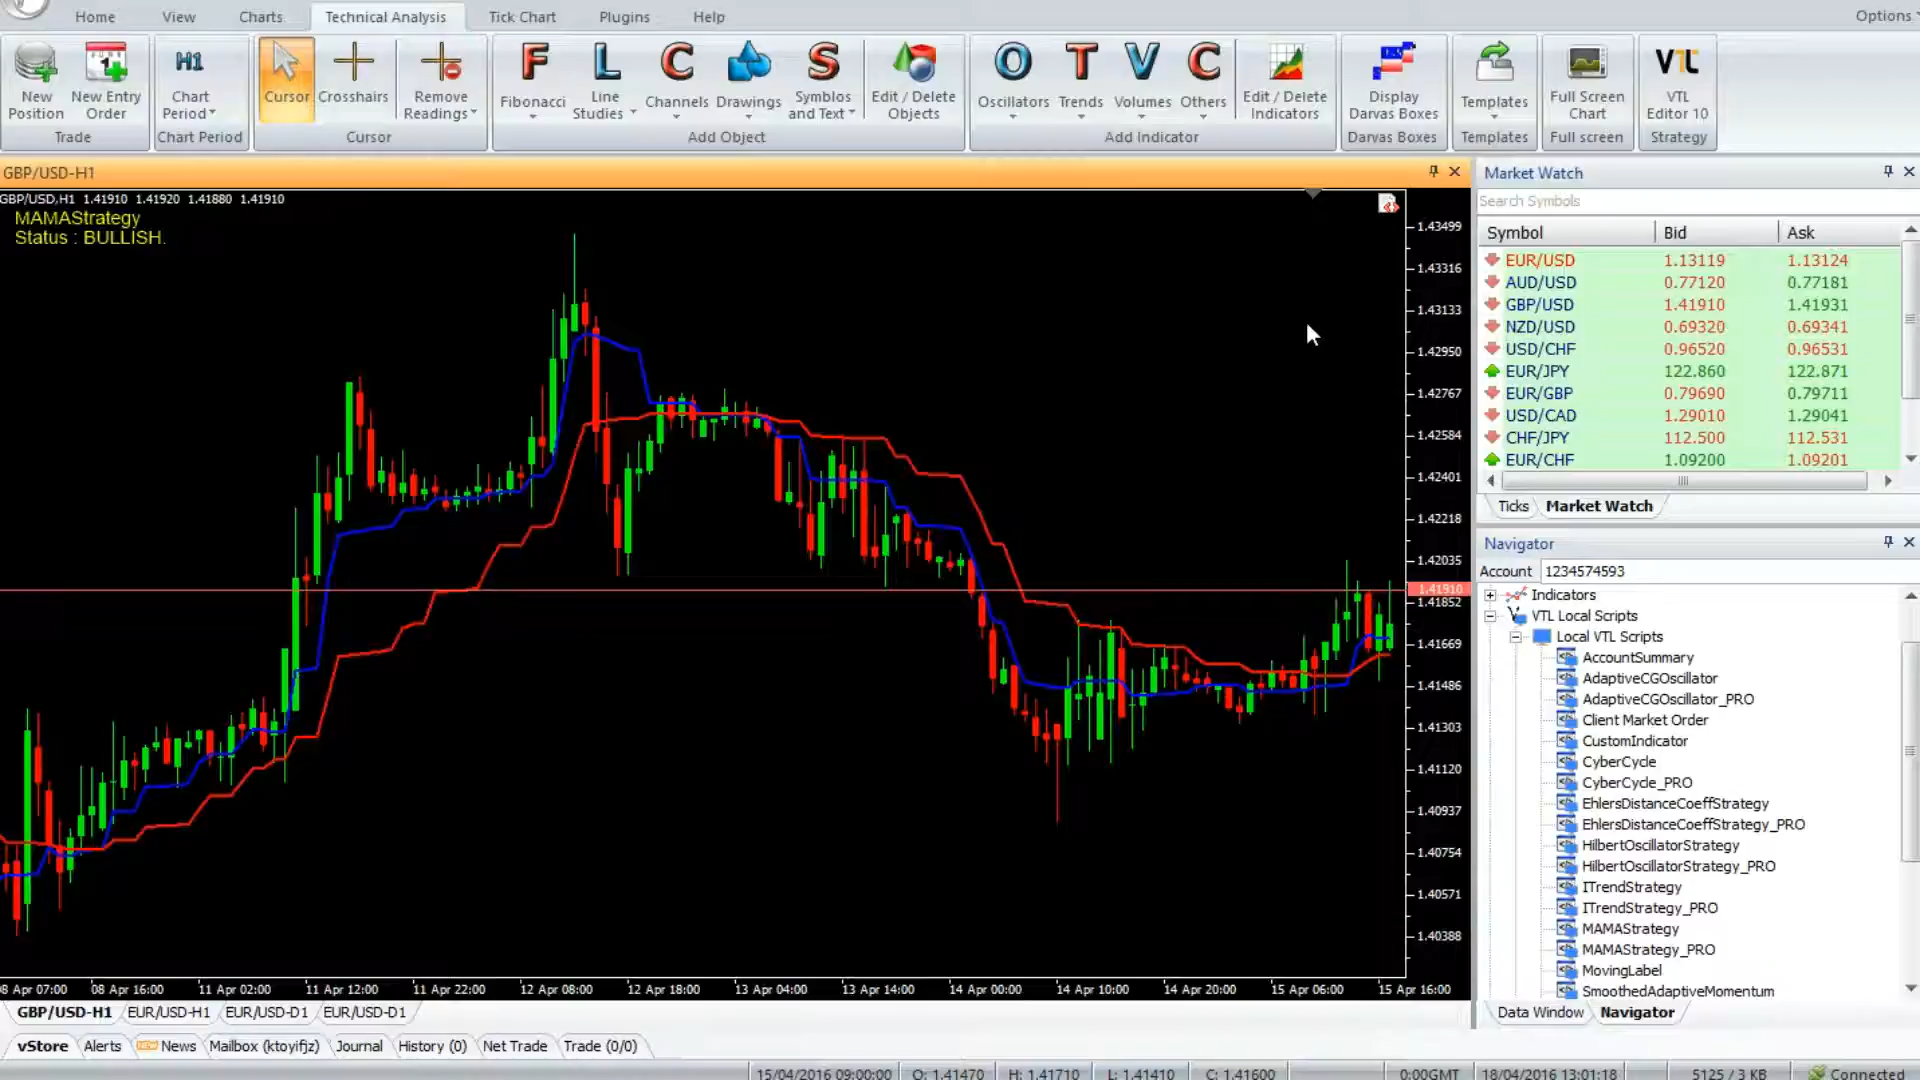 Home View Charts Technical Analysis Tick Chart Plugins Help Options
New Position
New Entry Order
Trade
H1
Chart Period
Chart Period
Cursor
Crosshairs
Remove Readings
Cursor
F
Fibonacci
L
Line Studies
C
Channels
Drawings
S
Symblos and Text
Edit / Delete Objects
Add Object
O
Oscillators
T
Trends
V
Volumes
C
Others
Edit / Delete Indicators
Add Indicator
Display Darvas Boxes
Darvas Boxes
Templates
Templates
Full Screen Chart
Full screen
VTL
VTL Editor 10
Strategy
GBP/USD-H1
GBP/USD,H1 1.41910 1.41920 1.41880 1.41910
MAMAStrategy
Status : BULLISH.
1.43499
1.43316
1.43133
1.42950
1.42767
1.42584
1.42401
1.42218
1.42035
1.41910
1.41852
1.41669
1.41486
1.41303
1.41120
1.40937
1.40754
1.40571
1.40388
8 Apr 07:00 08 Apr 16:00 11 Apr 02:00 11 Apr 12:00 11 Apr 22:00 12 Apr 08:00 12 Apr 18:00 13 Apr 04:00 13 Apr 14:00 14 Apr 00:00 14 Apr 10:00 14 Apr 20:00 15 Apr 06:00 15 Apr 16:00
GBP/USD-H1 EUR/USD-H1 EUR/USD-D1 EUR/USD-D1
Market Watch
Search Symbols
Symbol Bid Ask
EUR/USD 1.13119 1.13124
AUD/USD 0.77120 0.77181
GBP/USD 1.41910 1.41931
NZD/USD 0.69320 0.69341
USD/CHF 0.96520 0.96531
EUR/JPY 122.860 122.871
EUR/GBP 0.79690 0.79711
USD/CAD 1.29010 1.29041
CHF/JPY 112.500 112.531
EUR/CHF 1.09200 1.09201
Ticks Market Watch
Navigator
Account 1234574593
Indicators
VTL Local Scripts
Local VTL Scripts
AccountSummary
AdaptiveCGOscillator
AdaptiveCGOscillator_PRO
Client Market Order
CustomIndicator
CyberCycle
CyberCycle_PRO
EhlersDistanceCoeffStrategy
EhlersDistanceCoeffStrategy_PRO
HilbertOscillatorStrategy
HilbertOscillatorStrategy_PRO
ITrendStrategy
ITrendStrategy_PRO
MAMAStrategy
MAMAStrategy_PRO
MovingLabel
SmoothedAdaptiveMomentum
Data Window Navigator
vStore Alerts News Mailbox (ktoyifjz) Journal History (0) Net Trade Trade (0/0)
15/04/2016 09:00:00 O: 1.41470 H: 1.41710 L: 1.41410 C: 1.41600 0:00GMT 18/04/2016 13:01:18 5125 / 3 KB Connected